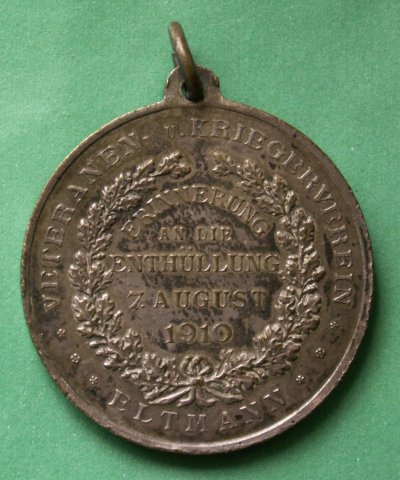 VETERANEN- U. KRIEGERVEREIN
ERINNERUNG
AN DIE
ENTHÜLLUNG
7 AUGUST
1910
ELTMANN